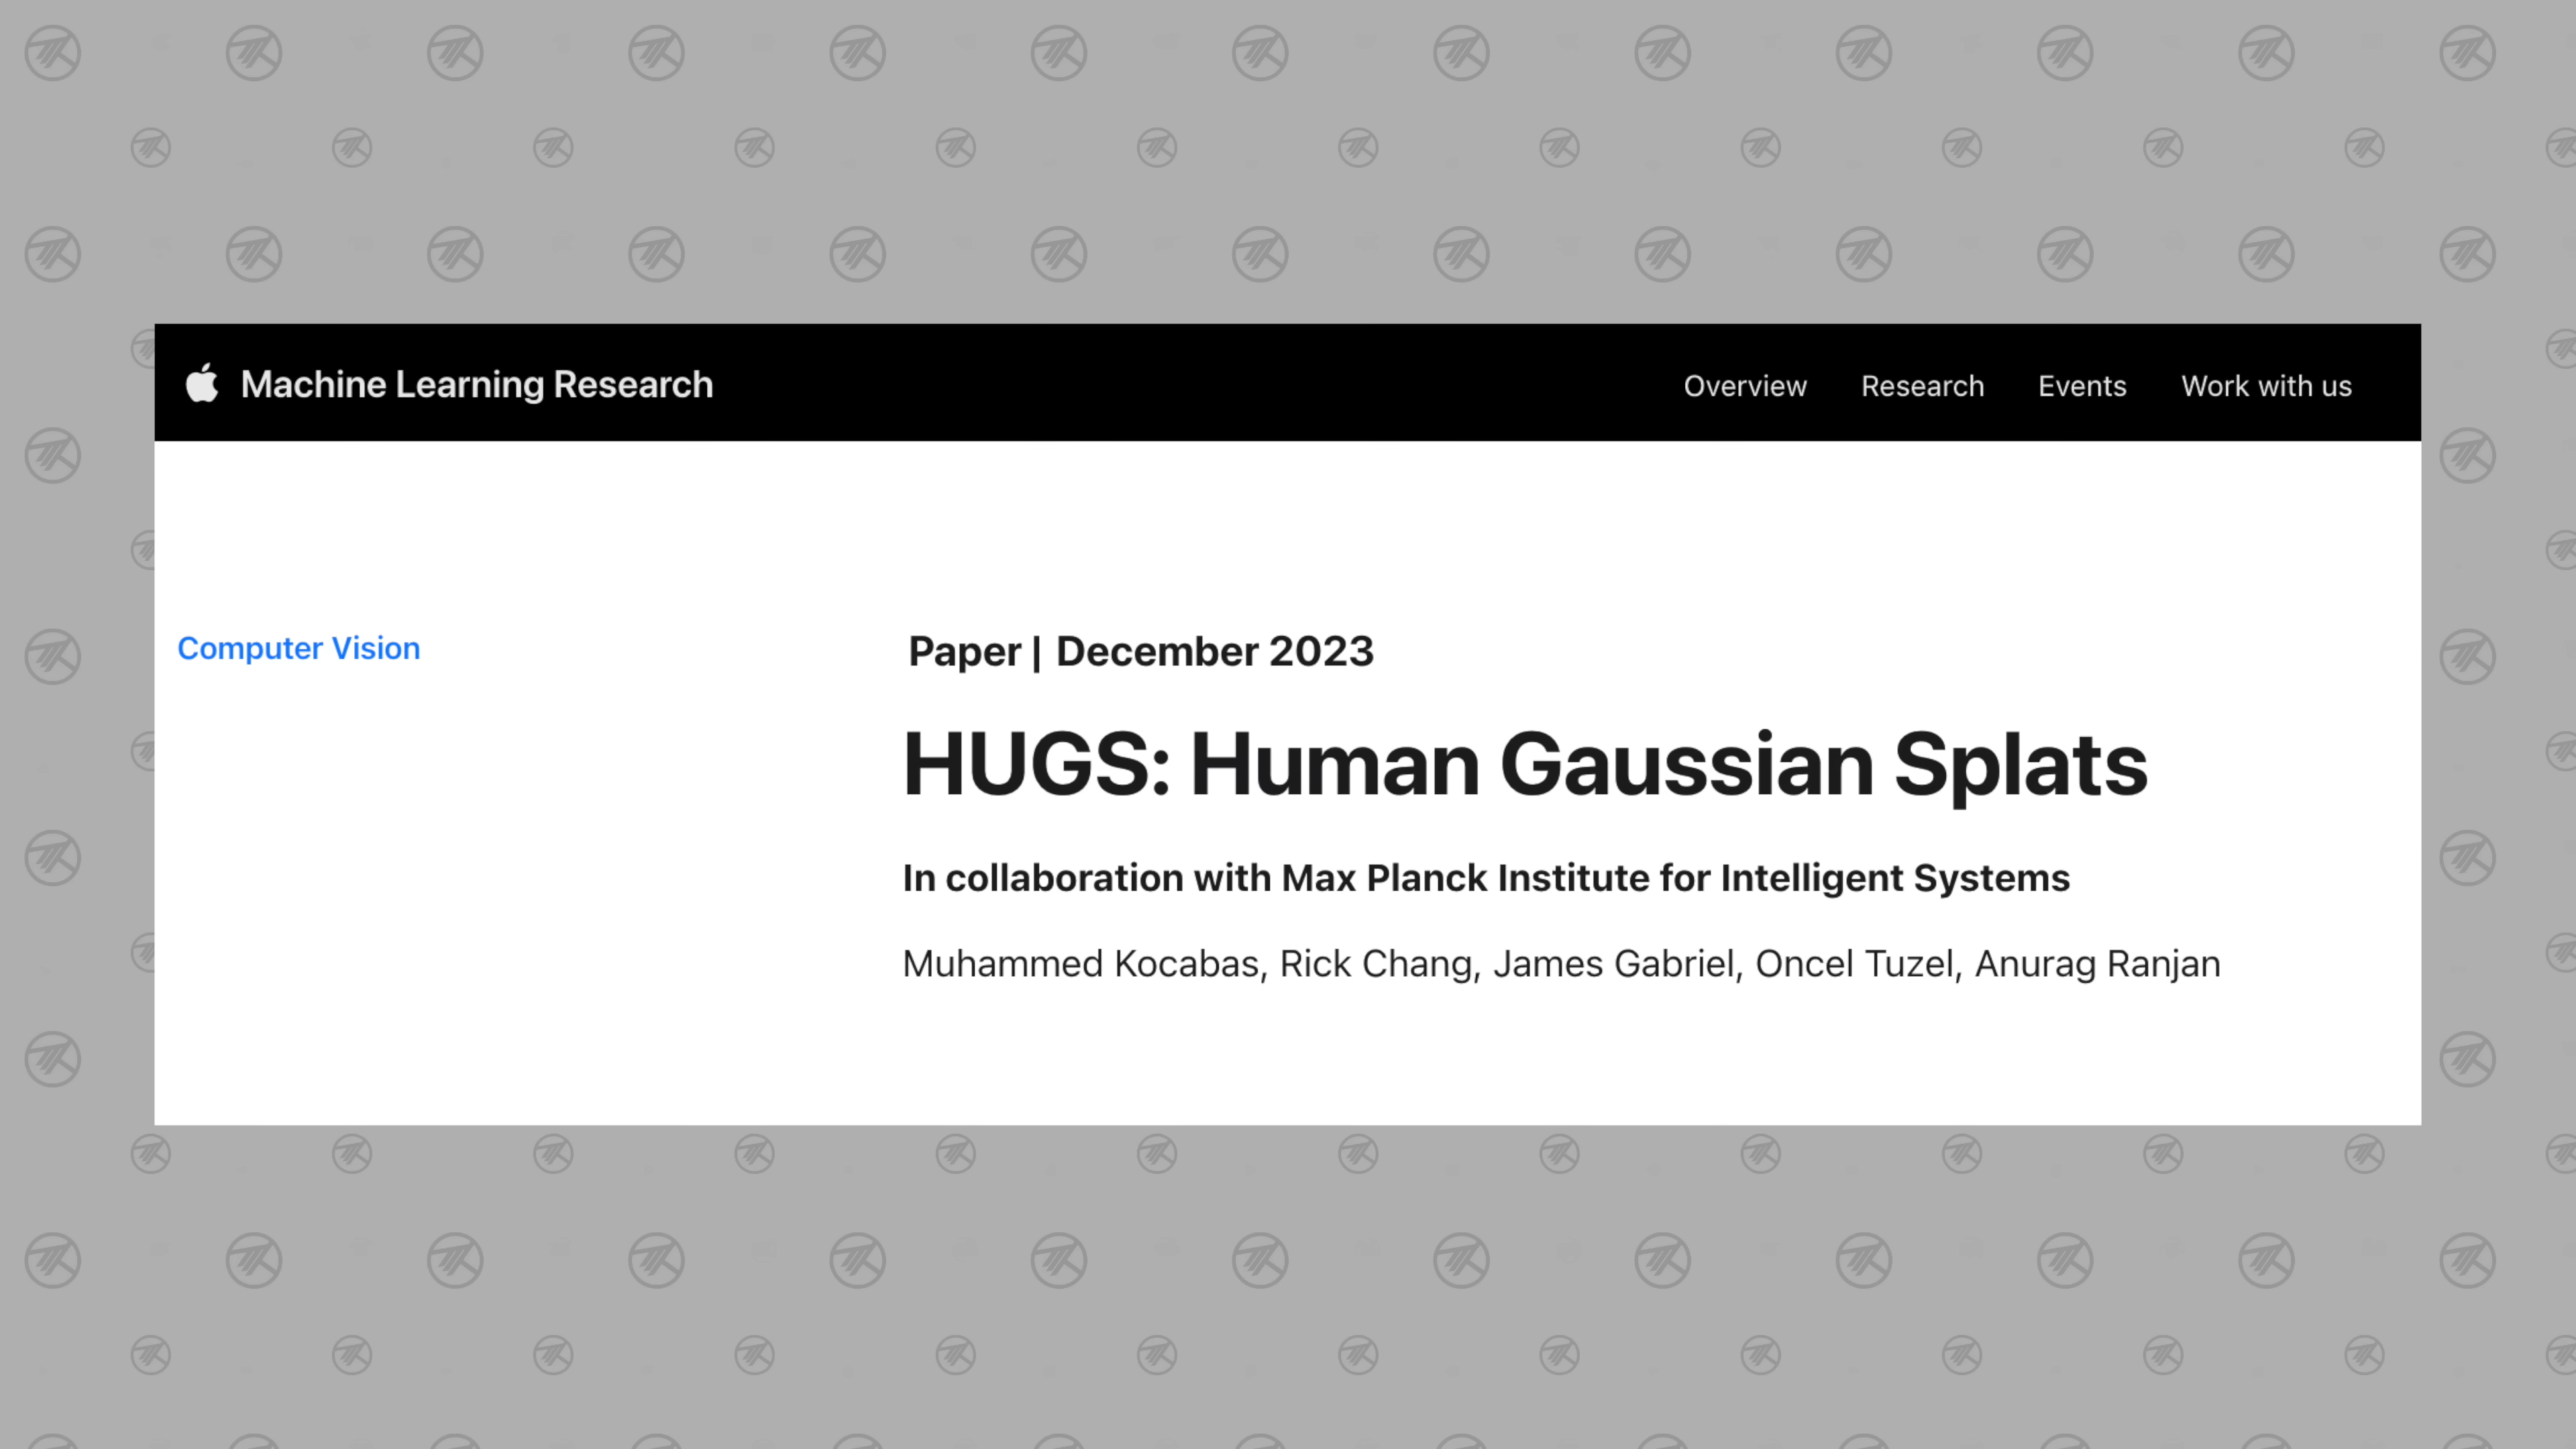 Machine Learning Research
Overview Research Events Work with us
Computer Vision
Paper | December 2023
HUGS: Human Gaussian Splats
In collaboration with Max Planck Institute for Intelligent Systems
Muhammed Kocabas, Rick Chang, James Gabriel, Oncel Tuzel, Anurag Ranjan